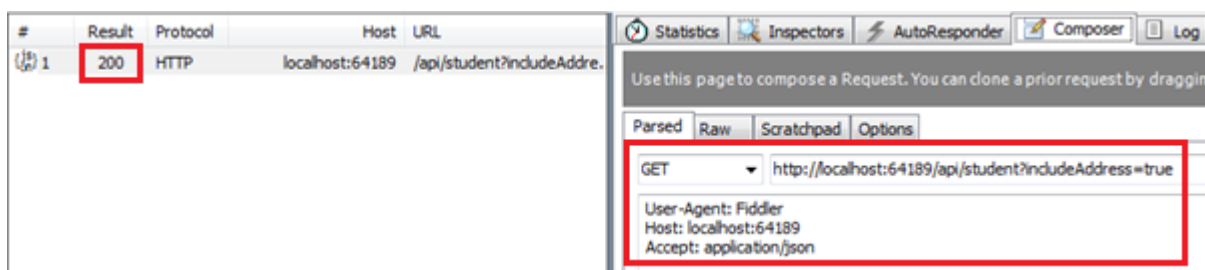 # Result Protocol Host URL
1 200 HTTP localhost:64189 /api/student?includeAddre.
Statistics Inspectors AutoResponder Composer Log
Use this page to compose a Request. You can clone a prior request by draggin
Parsed Raw Scratchpad Options
GET http://localhost:64189/api/student?includeAddress=true
User-Agent: Fiddler
Host: localhost:64189
Accept: application/json